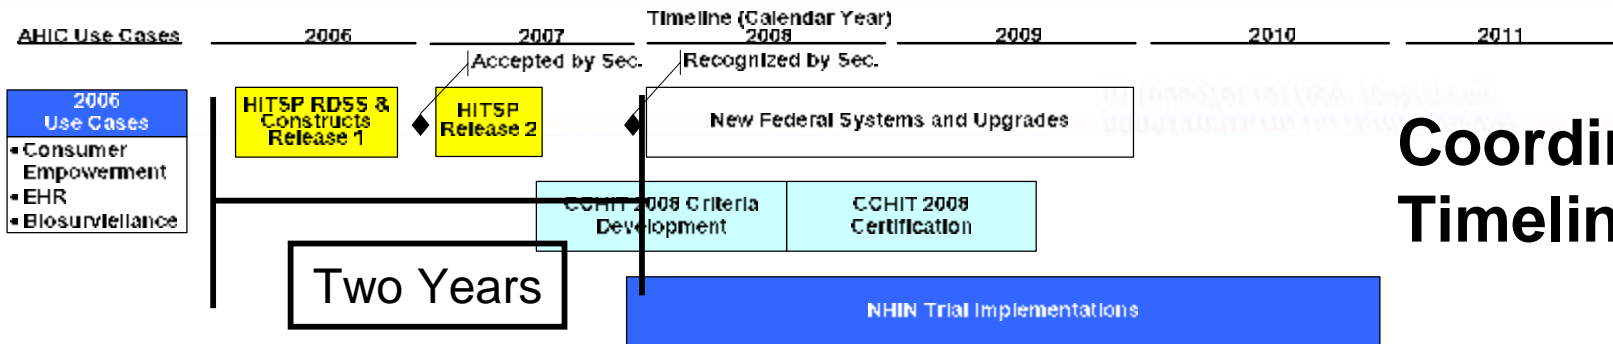 Timeline (Calendar Year)
AHIC Use Cases
2006
2007
2008
2009
2010
2011
Accepted by Sec.
Recognized by Sec.
2006
Use Cases
• Consumer
Empowerment
• EHR
• Biosurviellance
HITSP RDSS &
Constructs
Release 1
HITSP
Release 2
New Federal Systems and Upgrades
CCHIT 2008 Criteria
Development
CCHIT 2008
Certification
Two Years
NHIN Trial Implementations
Timelin